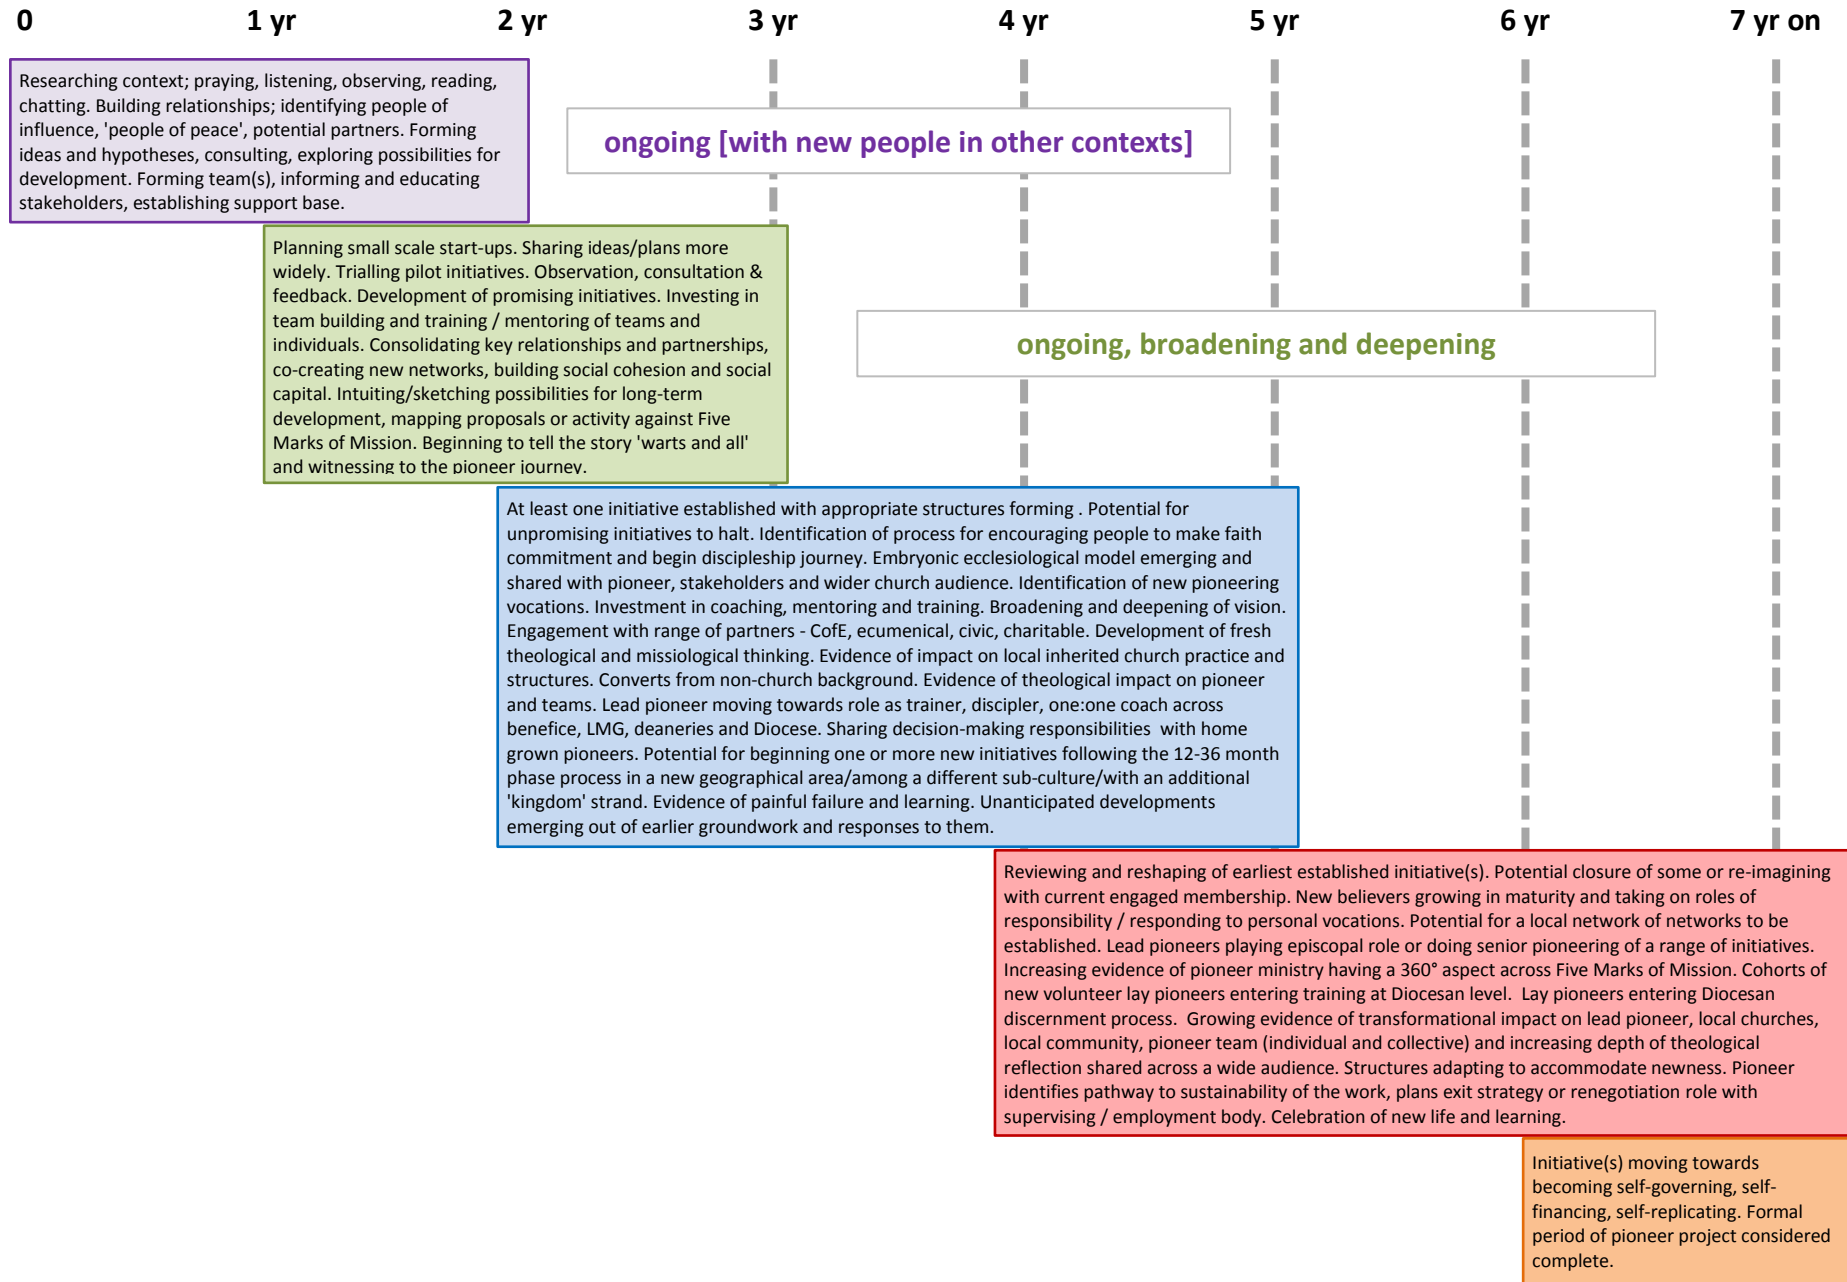 0 1 yr 2 yr 3 yr 4 yr 5 yr 6 yr 7 yr on
Researching context; praying, listening, observing, reading,
chatting. Building relationships; identifying people of
influence, 'people of peace', potential partners. Forming
ideas and hypotheses, consulting, exploring possibilities for
development. Forming team(s), informing and educating
stakeholders, establishing support base.
ongoing [with new people in other contexts]
Planning small scale start-ups. Sharing ideas/plans more
widely. Trialling pilot initiatives. Observation, consultation &
feedback. Development of promising initiatives. Investing in
team building and training / mentoring of teams and
individuals. Consolidating key relationships and partnerships,
co-creating new networks, building social cohesion and social
capital. Intuiting/sketching possibilities for long-term
development, mapping proposals or activity against Five
Marks of Mission. Beginning to tell the story 'warts and all'
and witnessing to the pioneer journey.
ongoing, broadening and deepening
At least one initiative established with appropriate structures forming . Potential for
unpromising initiatives to halt. Identification of process for encouraging people to make faith
commitment and begin discipleship journey. Embryonic ecclesiological model emerging and
shared with pioneer, stakeholders and wider church audience. Identification of new pioneering
vocations. Investment in coaching, mentoring and training. Broadening and deepening of vision.
Engagement with range of partners - CofE, ecumenical, civic, charitable. Development of fresh
theological and missiological thinking. Evidence of impact on local inherited church practice and
structures. Converts from non-church background. Evidence of theological impact on pioneer
and teams. Lead pioneer moving towards role as trainer, discipler, one:one coach across
benefice, LMG, deaneries and Diocese. Sharing decision-making responsibilities  with home
grown pioneers. Potential for beginning one or more new initiatives following the 12-36 month
phase process in a new geographical area/among a different sub-culture/with an additional
'kingdom' strand. Evidence of painful failure and learning. Unanticipated developments
emerging out of earlier groundwork and responses to them.
Reviewing and reshaping of earliest established initiative(s). Potential closure of some or re-imagining
with current engaged membership. New believers growing in maturity and taking on roles of
responsibility / responding to personal vocations. Potential for a local network of networks to be
established. Lead pioneers playing episcopal role or doing senior pioneering of a range of initiatives.
Increasing evidence of pioneer ministry having a 360° aspect across Five Marks of Mission. Cohorts of
new volunteer lay pioneers entering training at Diocesan level.  Lay pioneers entering Diocesan
discernment process.  Growing evidence of transformational impact on lead pioneer, local churches,
local community, pioneer team (individual and collective) and increasing depth of theological
reflection shared across a wide audience. Structures adapting to accommodate newness. Pioneer
identifies pathway to sustainability of the work, plans exit strategy or renegotiation role with
supervising / employment body. Celebration of new life and learning.
Initiative(s) moving towards
becoming self-governing, self-
financing, self-replicating. Formal
period of pioneer project considered
complete.